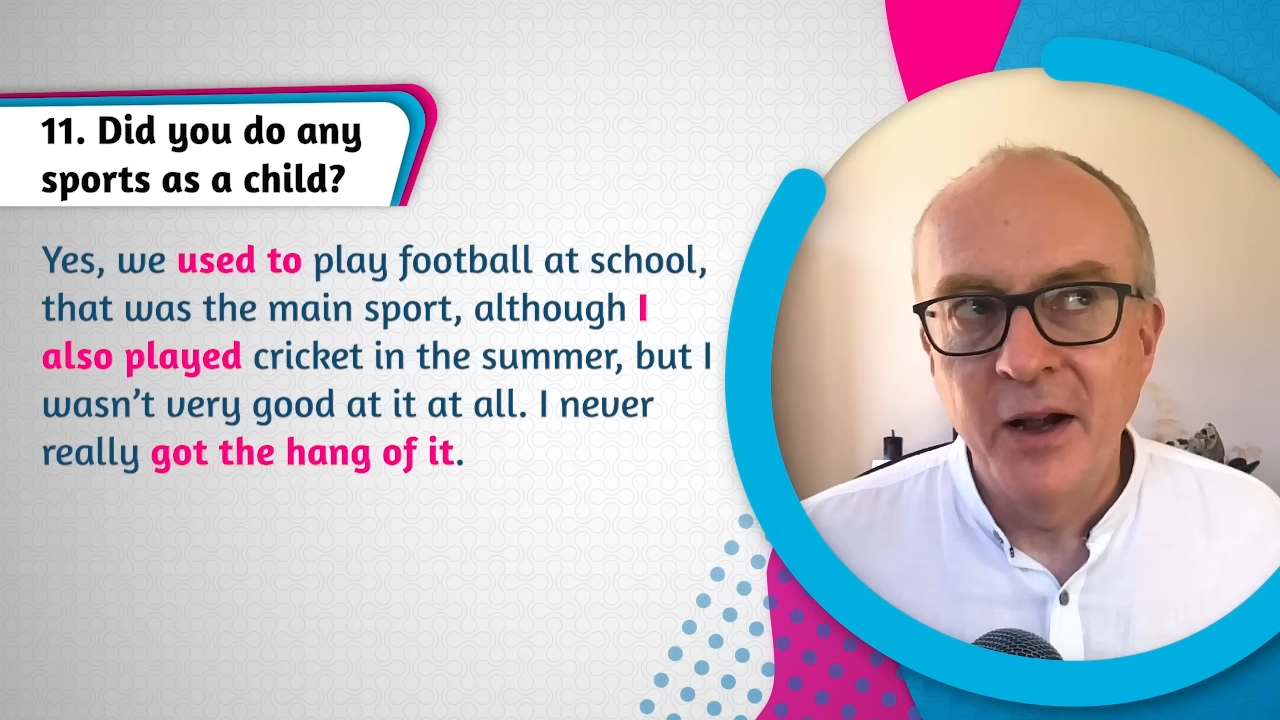 11. Did you do any
sports as a child?
Yes, we used to play football at school,
that was the main sport, although I
also played cricket in the summer, but I
wasn’t very good at it at all. I never
really got the hang of it.